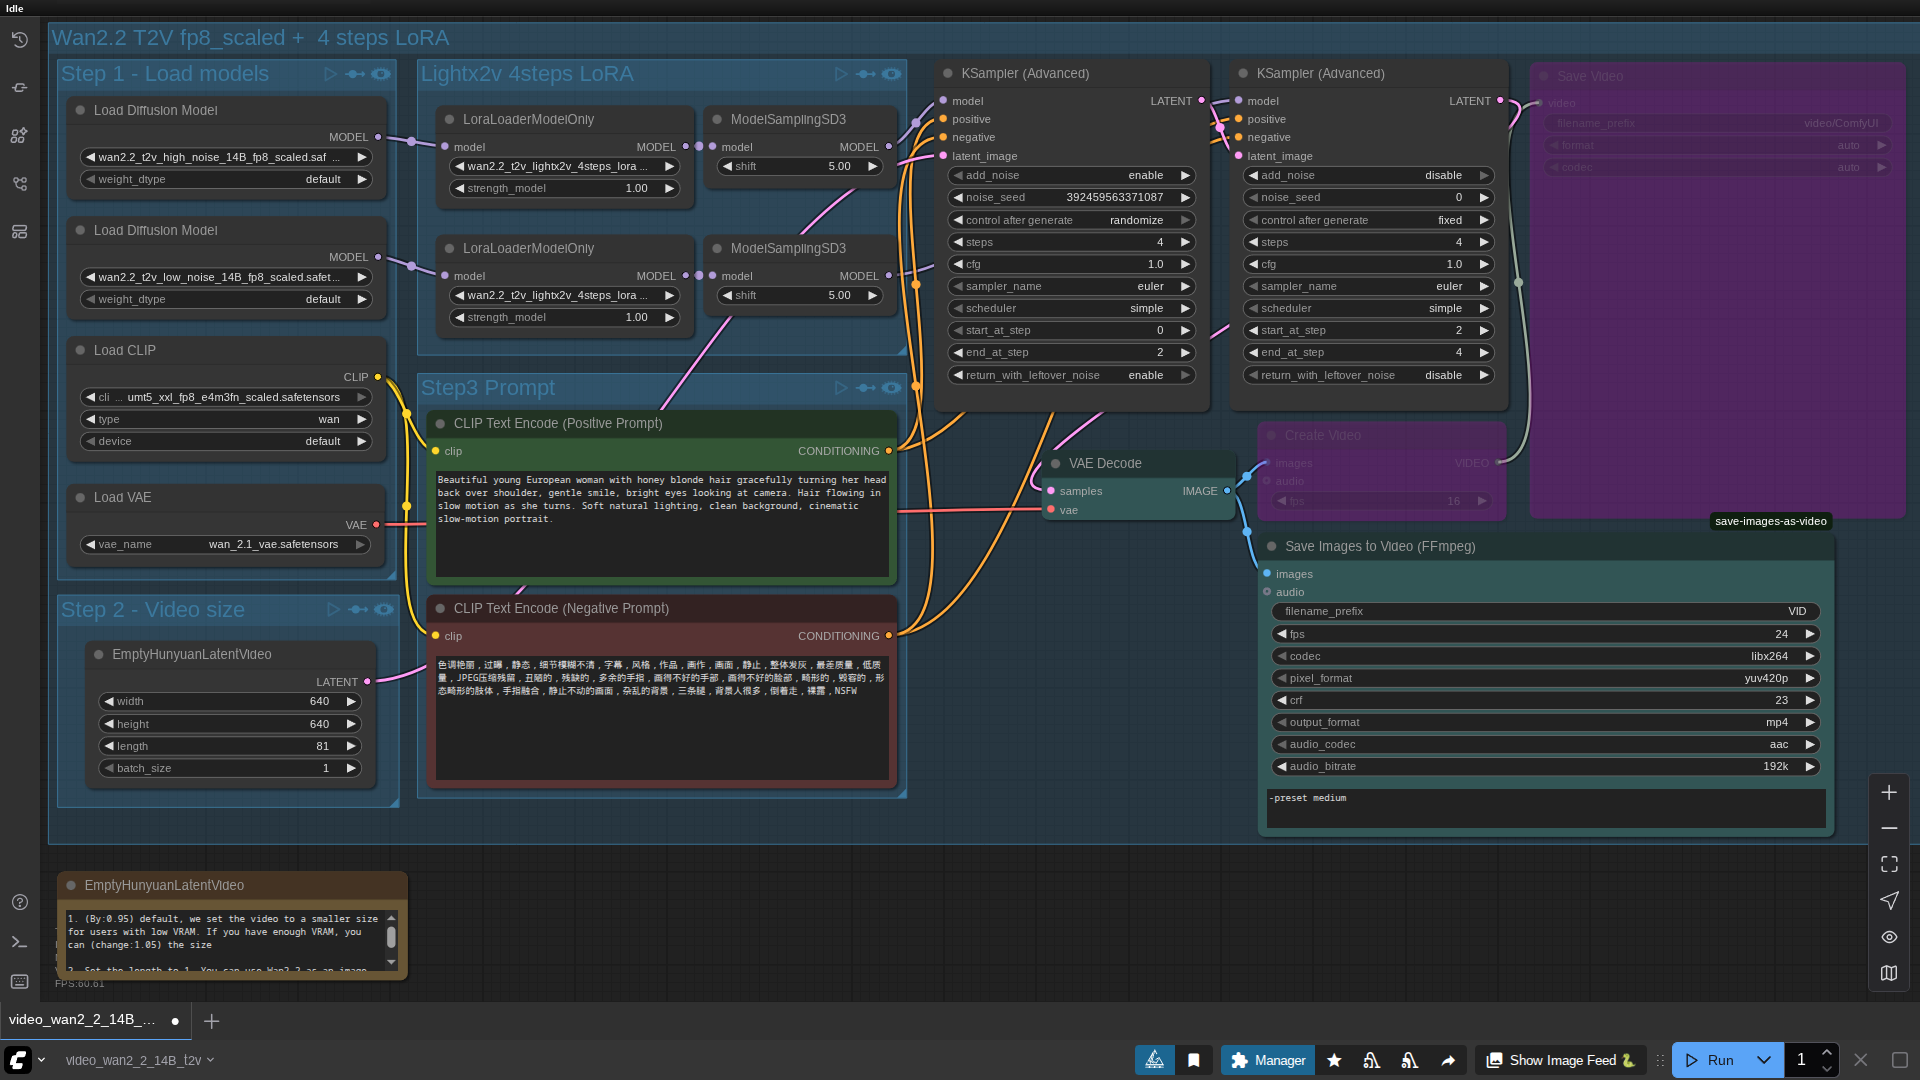 Idle
Wan2.2 T2V fp8_scaled + 4 steps LoRA
Step 1 - Load models
Load Diffusion Model
MODEL
wan2.2_t2v_high_noise_14B_fp8_scaled.saf ...
weight_dtype default
Load Diffusion Model
MODEL
wan2.2_t2v_low_noise_14B_fp8_scaled.safet...
weight_dtype default
Load CLIP
CLIP
cli ... umt5_xxl_fp8_e4m3fn_scaled.safetensors
type wan
device default
Load VAE
VAE
vae_name wan_2.1_vae.safetensors
Step 2 - Video size
EmptyHunyuanLatentVideo
LATENT
width 640
height 640
length 81
batch_size 1
Lightx2v 4steps LoRA
LoraLoaderModelOnly
model MODEL
wan2.2_t2v_lightx2v_4steps_lora ...
strength_model 1.00
ModelSamplingSD3
model MODEL
shift 5.00
LoraLoaderModelOnly
model MODEL
wan2.2_t2v_lightx2v_4steps_lora ...
strength_model 1.00
ModelSamplingSD3
model MODEL
shift 5.00
Step3 Prompt
CLIP Text Encode (Positive Prompt)
clip CONDITIONING
Beautiful young European woman with honey blonde hair gracefully turning her head
back over shoulder, gentle smile, bright eyes looking at camera. Hair flowing in
slow motion as she turns. Soft natural lighting, clean background, cinematic
slow-motion portrait.
CLIP Text Encode (Negative Prompt)
clip CONDITIONING
色调艳丽，过曝，静态，细节模糊不清，字幕，风格，作品，画作，画面，静止，整体发灰，最差质量，低质
量，JPEG压缩残留，丑陋的，残缺的，多余的手指，画得不好的手部，画得不好的脸部，畸形的，毁容的，形
态畸形的肢体，手指融合，静止不动的画面，杂乱的背景，三条腿，背景人很多，倒着走，裸露，NSFW
KSampler (Advanced)
model LATENT
positive
negative
latent_image
add_noise enable
noise_seed 392459563371087
control after generate randomize
steps 4
cfg 1.0
sampler_name euler
scheduler simple
start_at_step 0
end_at_step 2
return_with_leftover_noise enable
KSampler (Advanced)
model LATENT
positive
negative
latent_image
add_noise disable
noise_seed 0
control after generate fixed
steps 4
cfg 1.0
sampler_name euler
scheduler simple
start_at_step 2
end_at_step 4
return_with_leftover_noise disable
Save Video
video
filename_prefix video/ComfyUI
format auto
codec auto
VAE Decode
samples IMAGE
vae
Create Video
images VIDEO
audio
fps 16
save-images-as-video
Save Images to Video (FFmpeg)
images
audio
filename_prefix VID
fps 24
codec libx264
pixel_format yuv420p
crf 23
output_format mp4
audio_codec aac
audio_bitrate 192k
-preset medium
EmptyHunyuanLatentVideo
1. (By:0.95) default, we set the video to a smaller size
for users with low VRAM. If you have enough VRAM, you
can (change:1.05) the size
2. Set the length to 1. You can use Wan2.2 as an image
FPS:60.61
video_wan2_2_14B_...
video_wan2_2_14B_t2v
Manager
Show Image Feed
Run
1